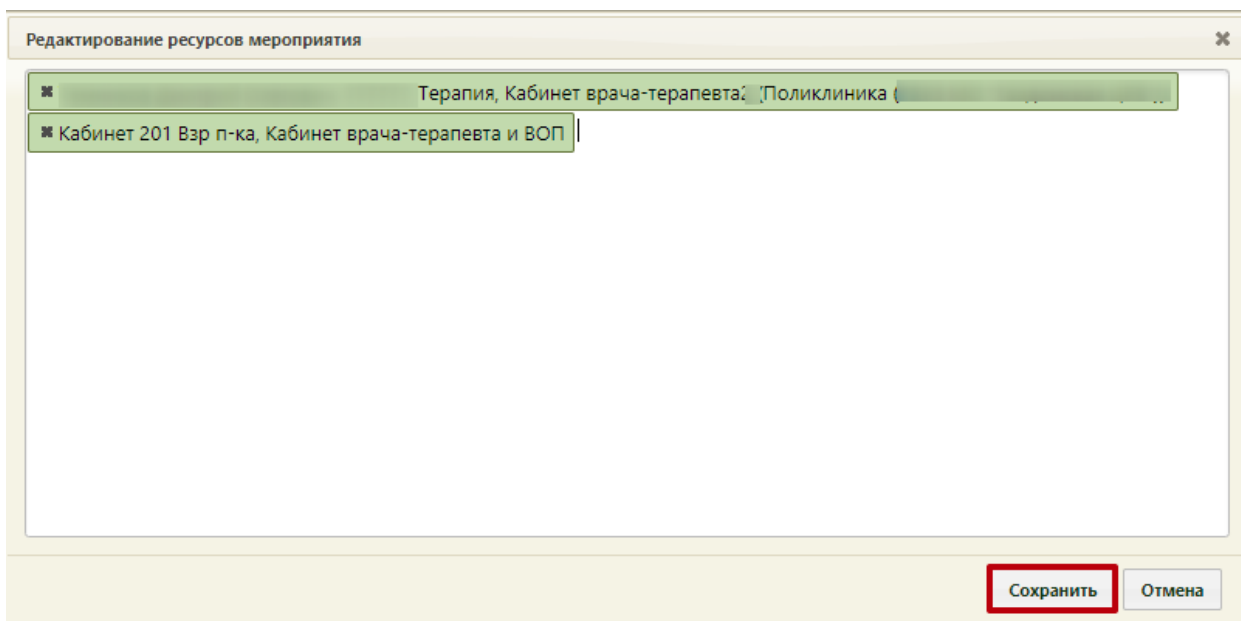 Редактирование ресурсов мероприятия
Терапия, Кабинет врача-терапевта (Поликлиника (
Кабинет 201 Взр п-ка, Кабинет врача-терапевта и ВОП
Сохранить
Отмена